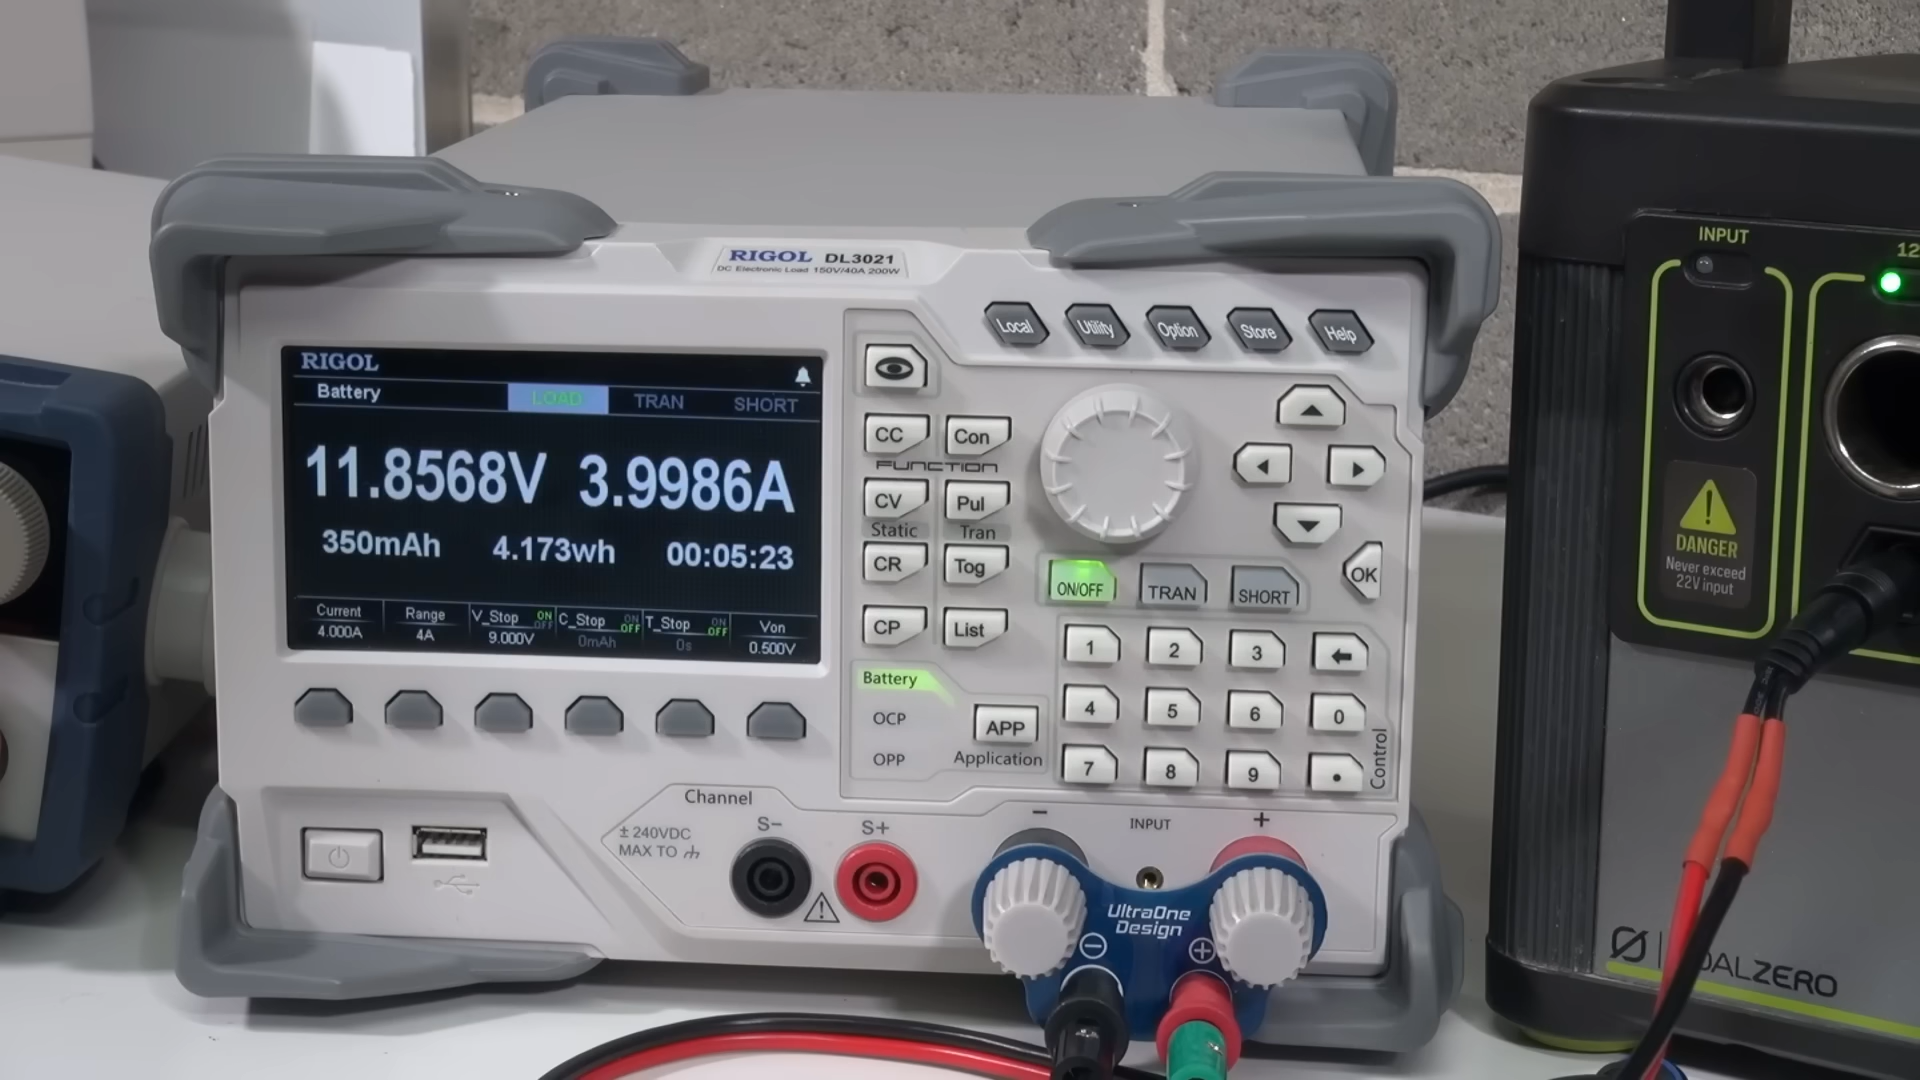 RIGOL DL3021
DC Electronic Load 150V/40A 200W
RIGOL
Battery LOAD TRAN SHORT
11.8568V 3.9986A
350mAh 4.173wh 00:05:23
Current Range V_Stop ON OFF C_Stop ON OFF T_Stop ON OFF Von
4.000A 4A 9.000V 0mAh 0s 0.500V
Local Utility Option Store Help
CC Con
FUNCTION
CV Pul
Static Tran
CR Tog
CP List
ON/OFF TRAN SHORT
OK
1 2 3
4 5 6 0
7 8 9 .
Control
Battery
OCP
OPP
APP
Application
Channel
± 240VDC
MAX TO
S- S+
- INPUT +
UltraOne
Design
INPUT
12
DANGER
Never exceed
22V input
OALZERO